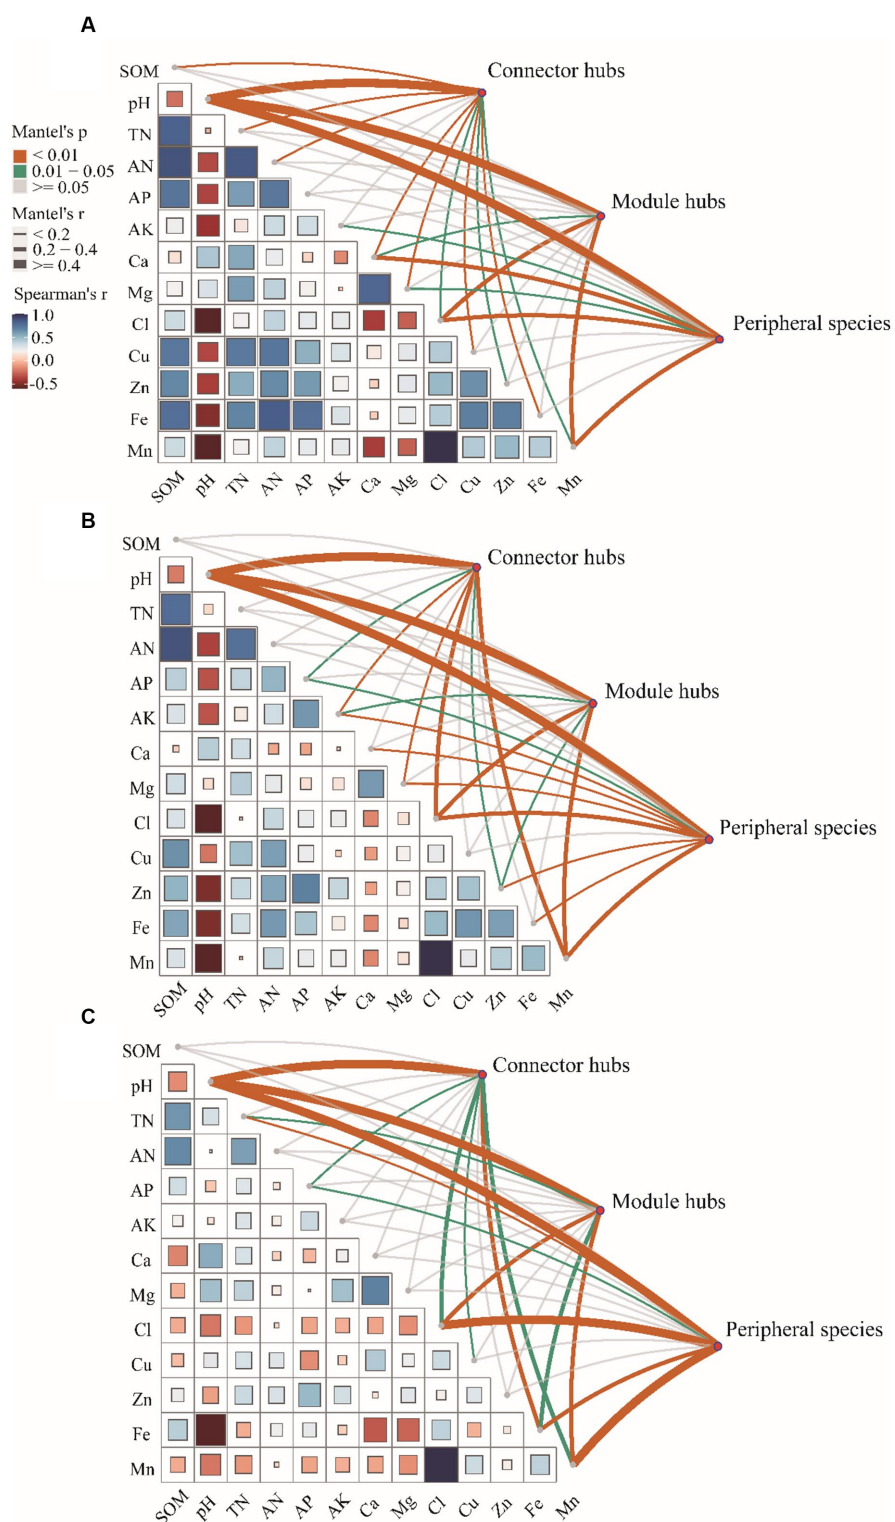 A
SOM
Connector hubs
pH
TN
AN
AP
AK
Ca
Mg
Cl
Cu
Zn
Fe
Mn
Mantel's p
< 0.01
0.01 – 0.05
>= 0.05
Mantel's r
< 0.2
0.2 – 0.4
>= 0.4
Spearman's r
1.0
0.5
0.0
-0.5
Module hubs
Peripheral species
SOM pH TN AN AP AK Ca Mg Cl Cu Zn Fe Mn
B
SOM
Connector hubs
pH
TN
AN
AP
Module hubs
AK
Ca
Mg
Cl
Peripheral species
Cu
Zn
Fe
Mn
SOM pH TN AN AP AK Ca Mg Cl Cu Zn Fe Mn
C
SOM
Connector hubs
pH
TN
AN
AP
Module hubs
AK
Ca
Mg
Cl
Peripheral species
Cu
Zn
Fe
Mn
SOM pH TN AN AP AK Ca Mg Cl Cu Zn Fe Mn